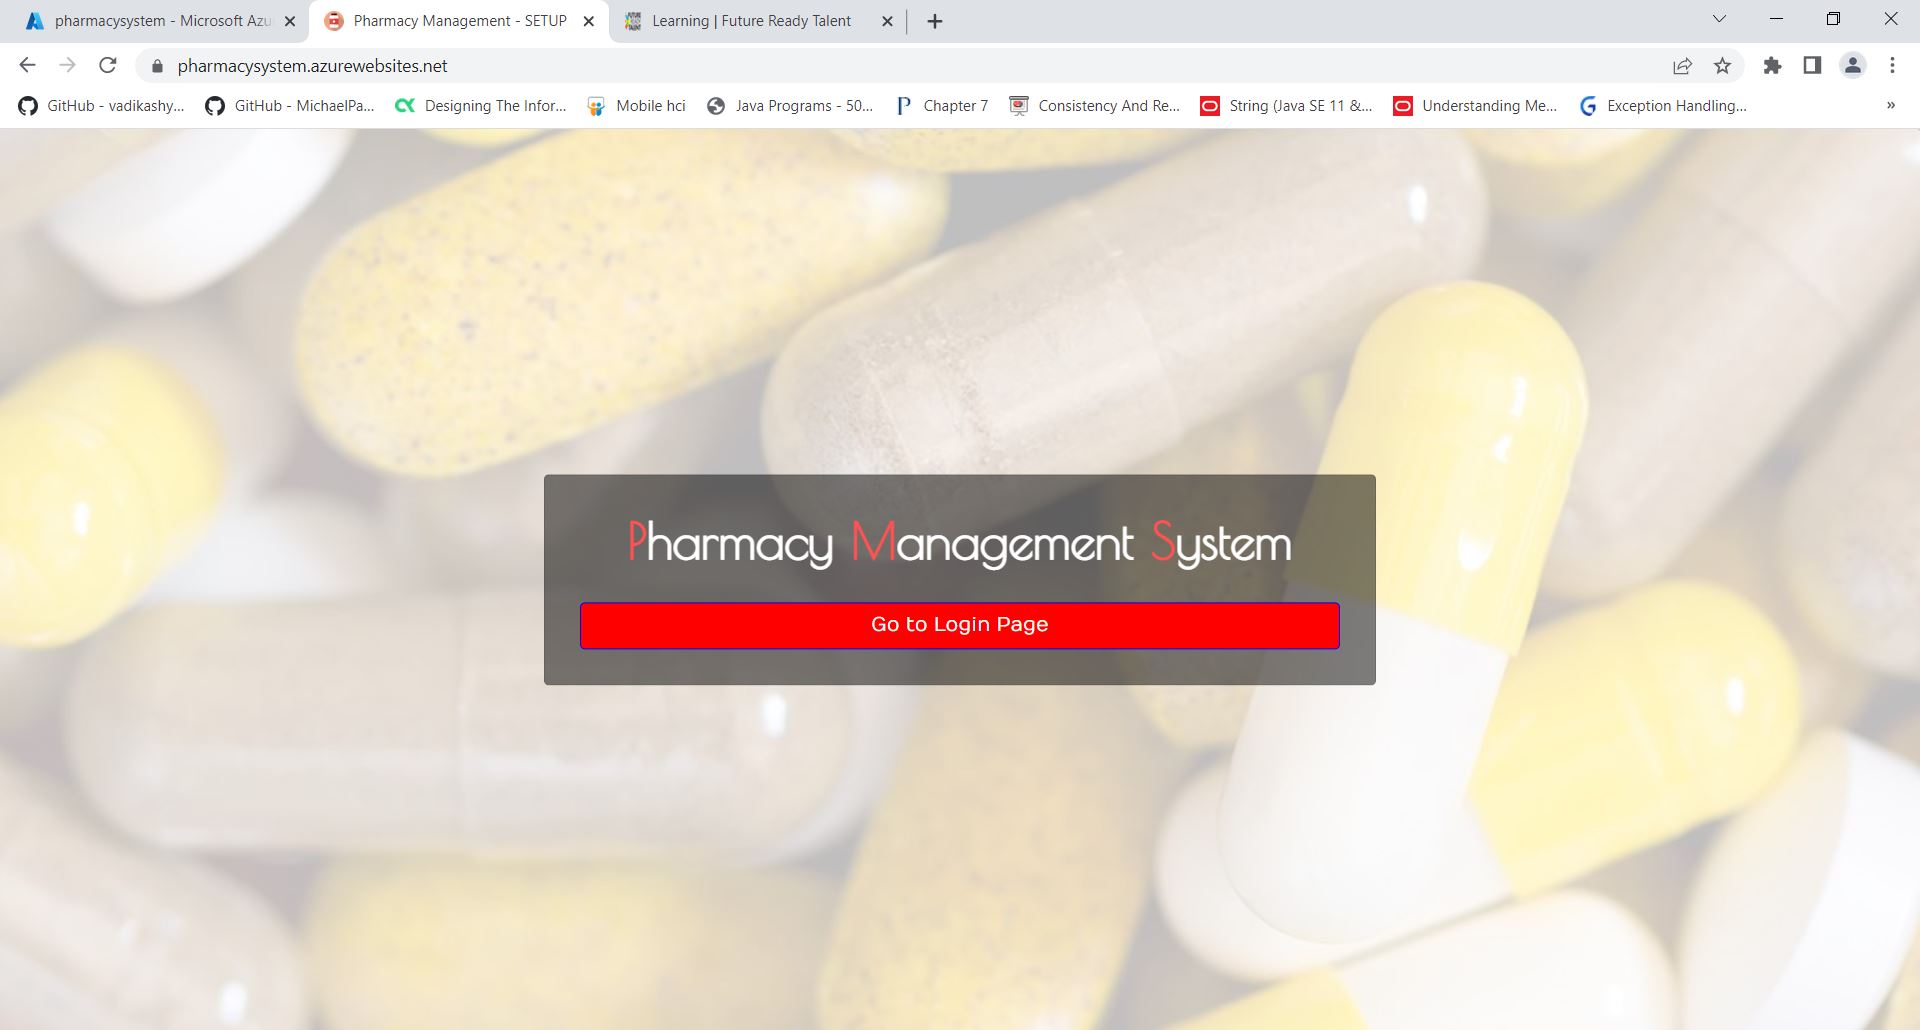 pharmacysystem - Microsoft Azu
Pharmacy Management - SETUP
Learning | Future Ready Talent
pharmacysystem.azurewebsites.net
GitHub - vadikashy...
GitHub - MichaelPa...
Designing The Infor...
Mobile hci
Java Programs - 50...
Chapter 7
Consistency And Re...
String (Java SE 11 &...
Understanding Me...
Exception Handling...
»
Pharmacy Management System
Go to Login Page